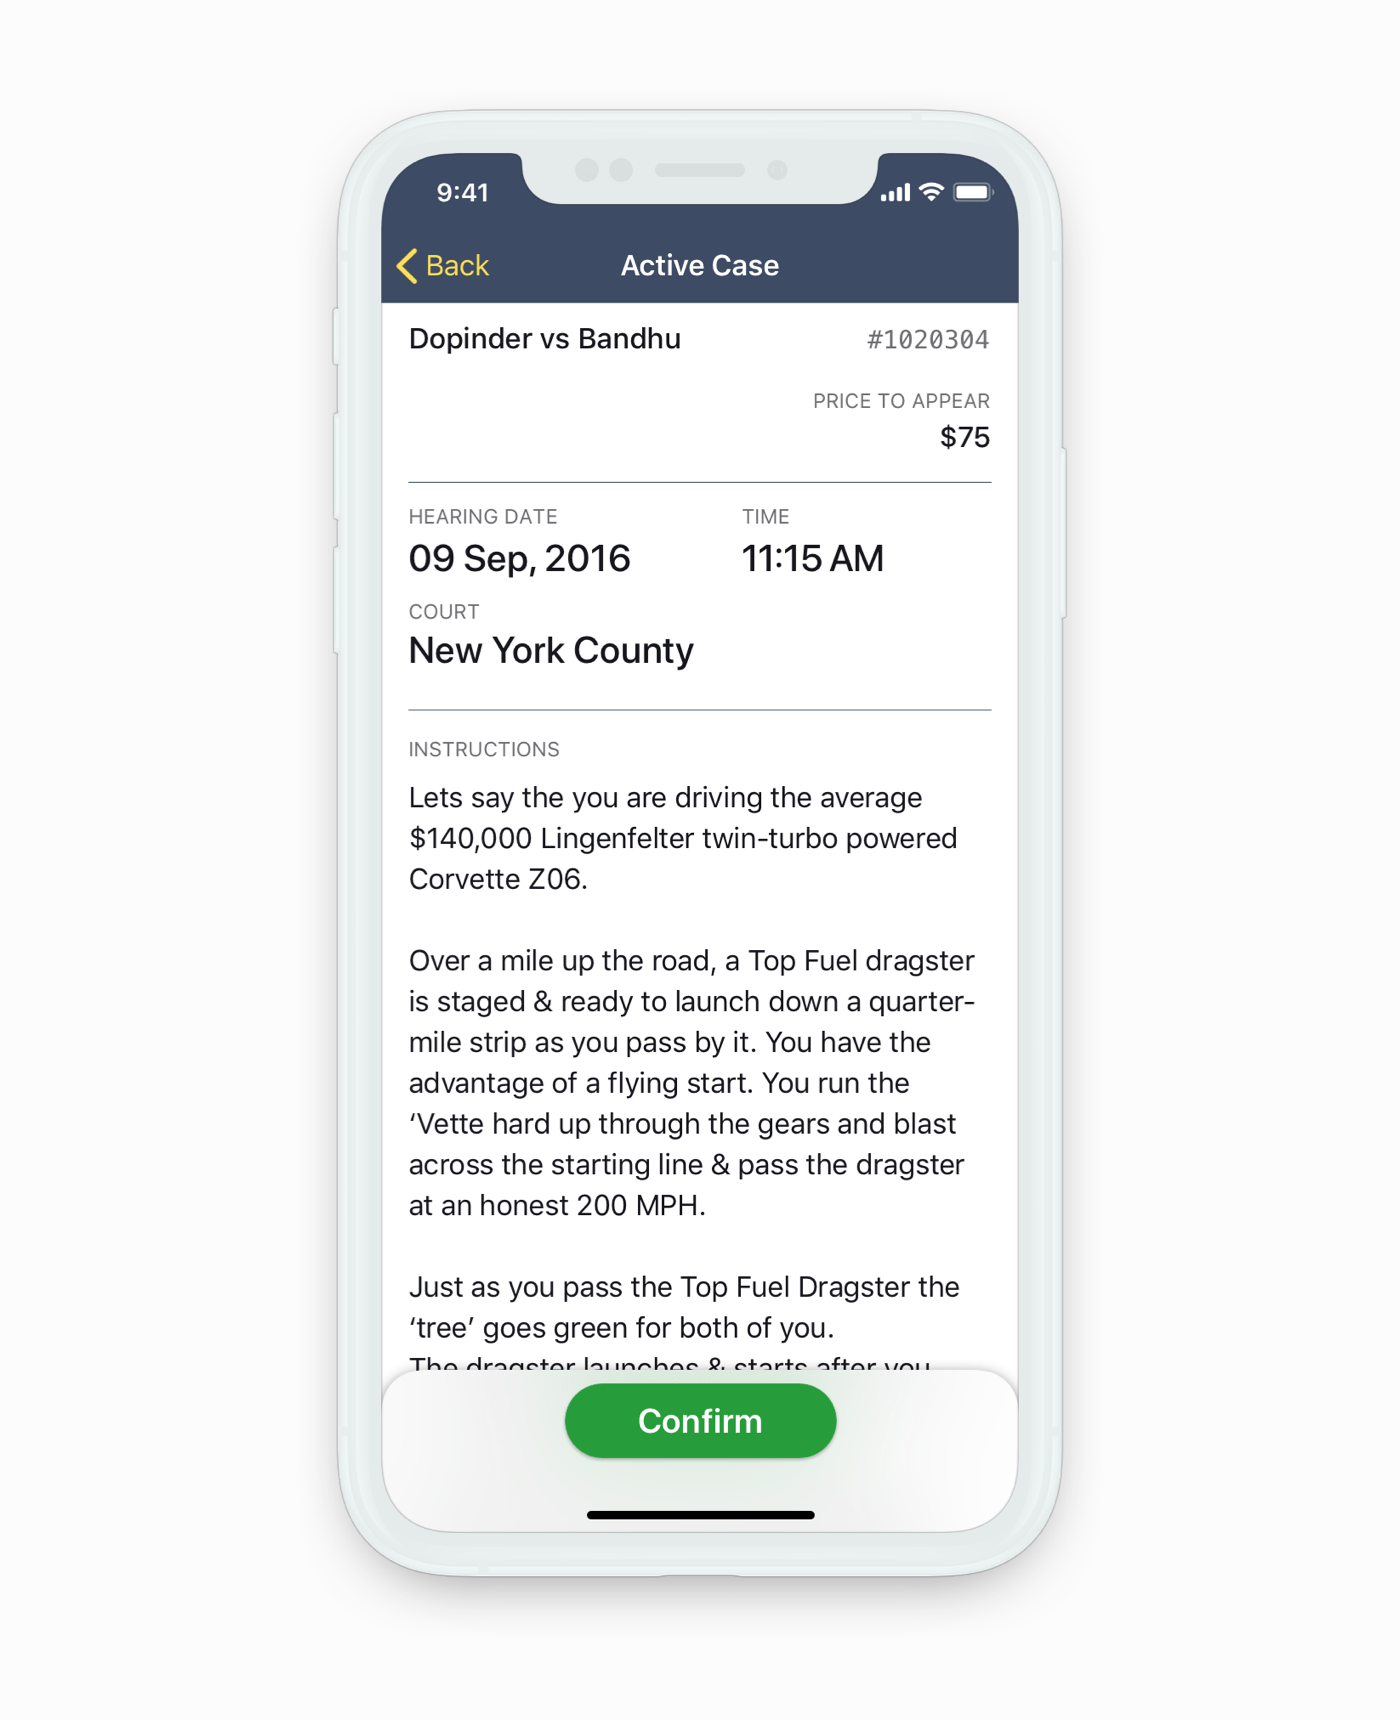 9:41
Back
Active Case
Dopinder vs Bandhu
#1020304
PRICE TO APPEAR
$75
HEARING DATE
TIME
09 Sep, 2016
11:15 AM
COURT
New York County
INSTRUCTIONS
Lets say the you are driving the average
$140,000 Lingenfelter twin-turbo powered
Corvette Z06.
Over a mile up the road, a Top Fuel dragster
is staged & ready to launch down a quarter-
mile strip as you pass by it. You have the
advantage of a flying start. You run the
‘Vette hard up through the gears and blast
across the starting line & pass the dragster
at an honest 200 MPH.
Just as you pass the Top Fuel Dragster the
‘tree’ goes green for both of you.
The dragster launches & starts after you
Confirm